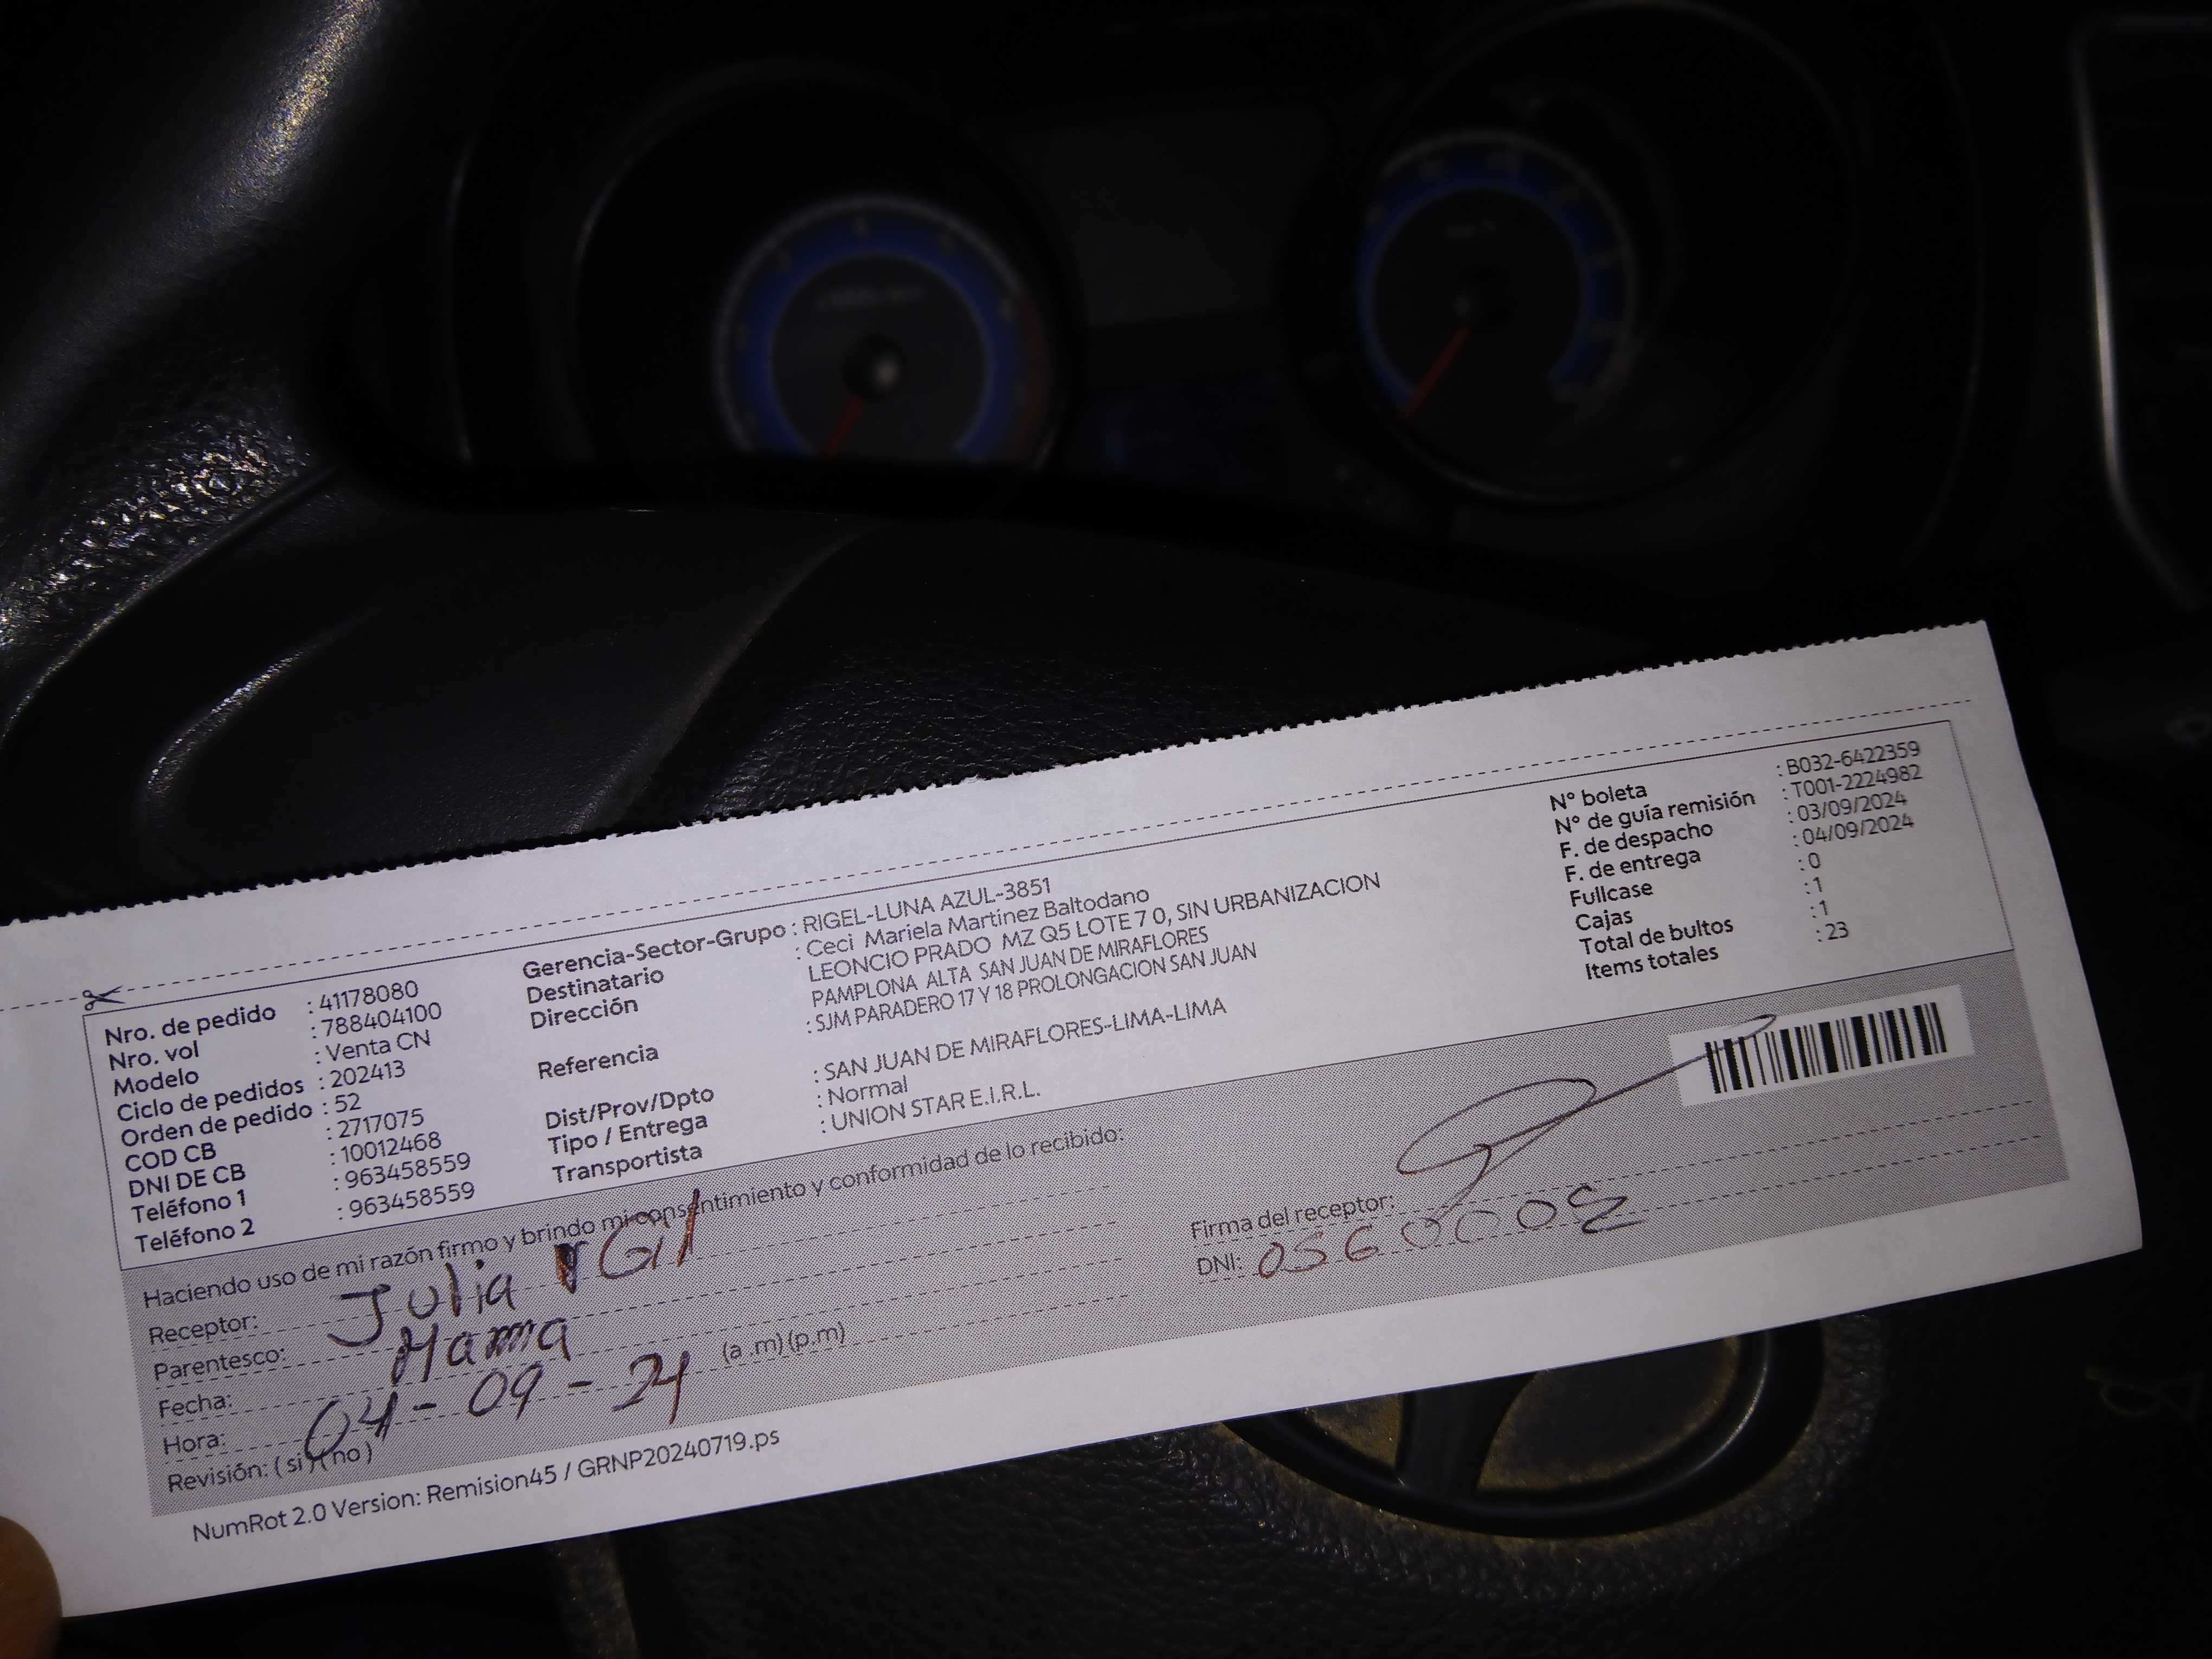 Nro. de pedido : 41178080
Nro. vol : 788404100
Modelo : Venta CN
Ciclo de pedidos : 202413
Orden de pedido : 52
COD CB : 2717075
DNI DE CB : 10012468
Teléfono 1 : 963458559
Teléfono 2 : 963458559
Gerencia-Sector-Grupo : RIGEL-LUNA AZUL-3851
Destinatario : Ceci Mariela Martinez Baltodano
Dirección LEONCIO PRADO MZ Q5 LOTE 7 0, SIN URBANIZACION
PAMPLONA ALTA SAN JUAN DE MIRAFLORES
Referencia : SJM PARADERO 17 Y 18 PROLONGACION SAN JUAN
Dist/Prov/Dpto : SAN JUAN DE MIRAFLORES-LIMA-LIMA
Tipo / Entrega : Normal
Transportista : UNION STAR E.I.R.L.
N° boleta : B032-6422359
N° de guía remisión : T001-2224982
F. de despacho : 03/09/2024
F. de entrega : 04/09/2024
Fullcase : 0
Cajas : 1
Total de bultos : 1
Items totales : 23
Haciendo uso de mi razón firmo y brindo mi consentimiento y conformidad de lo recibido:
Receptor: Julia Gil
Parentesco: Mama
Fecha: 04-09-24
Hora: (a .m) (p.m)
Revisión: ( si ) ( no )
Firma del receptor:
DNI:
NumRot 2.0 Version: Remision45 / GRNP20240719.ps